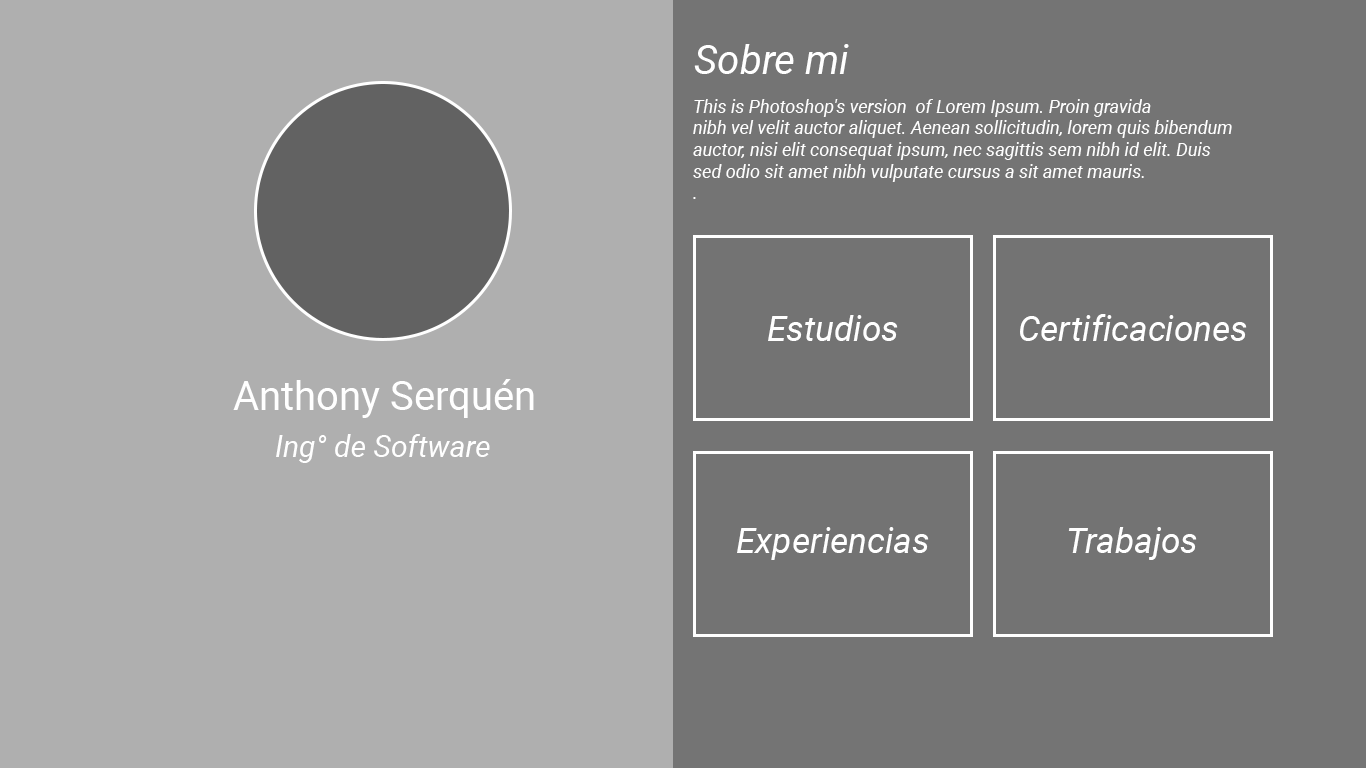 Anthony Serquén
Ing° de Software
Sobre mi
This is Photoshop's version  of Lorem Ipsum. Proin gravida
nibh vel velit auctor aliquet. Aenean sollicitudin, lorem quis bibendum
auctor, nisi elit consequat ipsum, nec sagittis sem nibh id elit. Duis
sed odio sit amet nibh vulputate cursus a sit amet mauris.
.
Estudios
Certificaciones
Experiencias
Trabajos